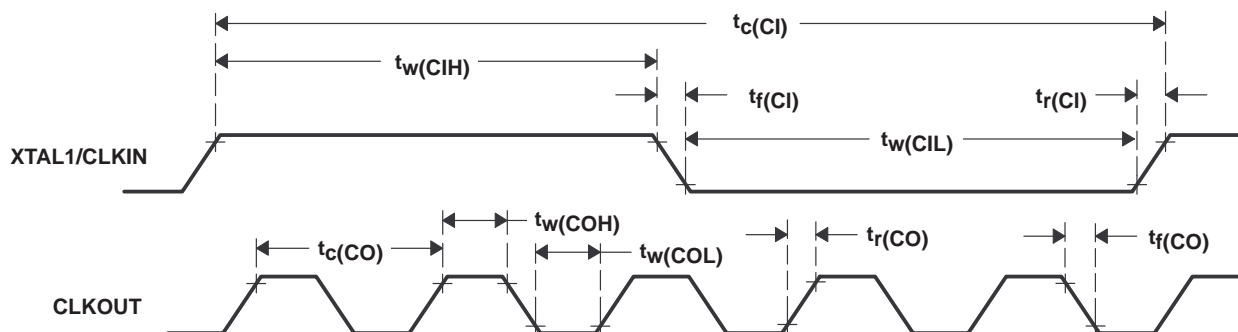 tc(CI)
tw(CIH)
tf(CI)
tr(CI)
tw(CIL)
XTAL1/CLKIN
tw(COH)
tc(CO)
tw(COL)
tr(CO)
tf(CO)
CLKOUT